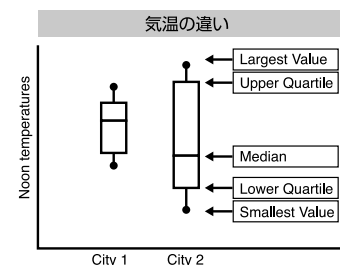 気温の違い
Noon temperatures
Largest Value
Upper Quartile
Median
Lower Quartile
Smallest Value
City 1
City 2